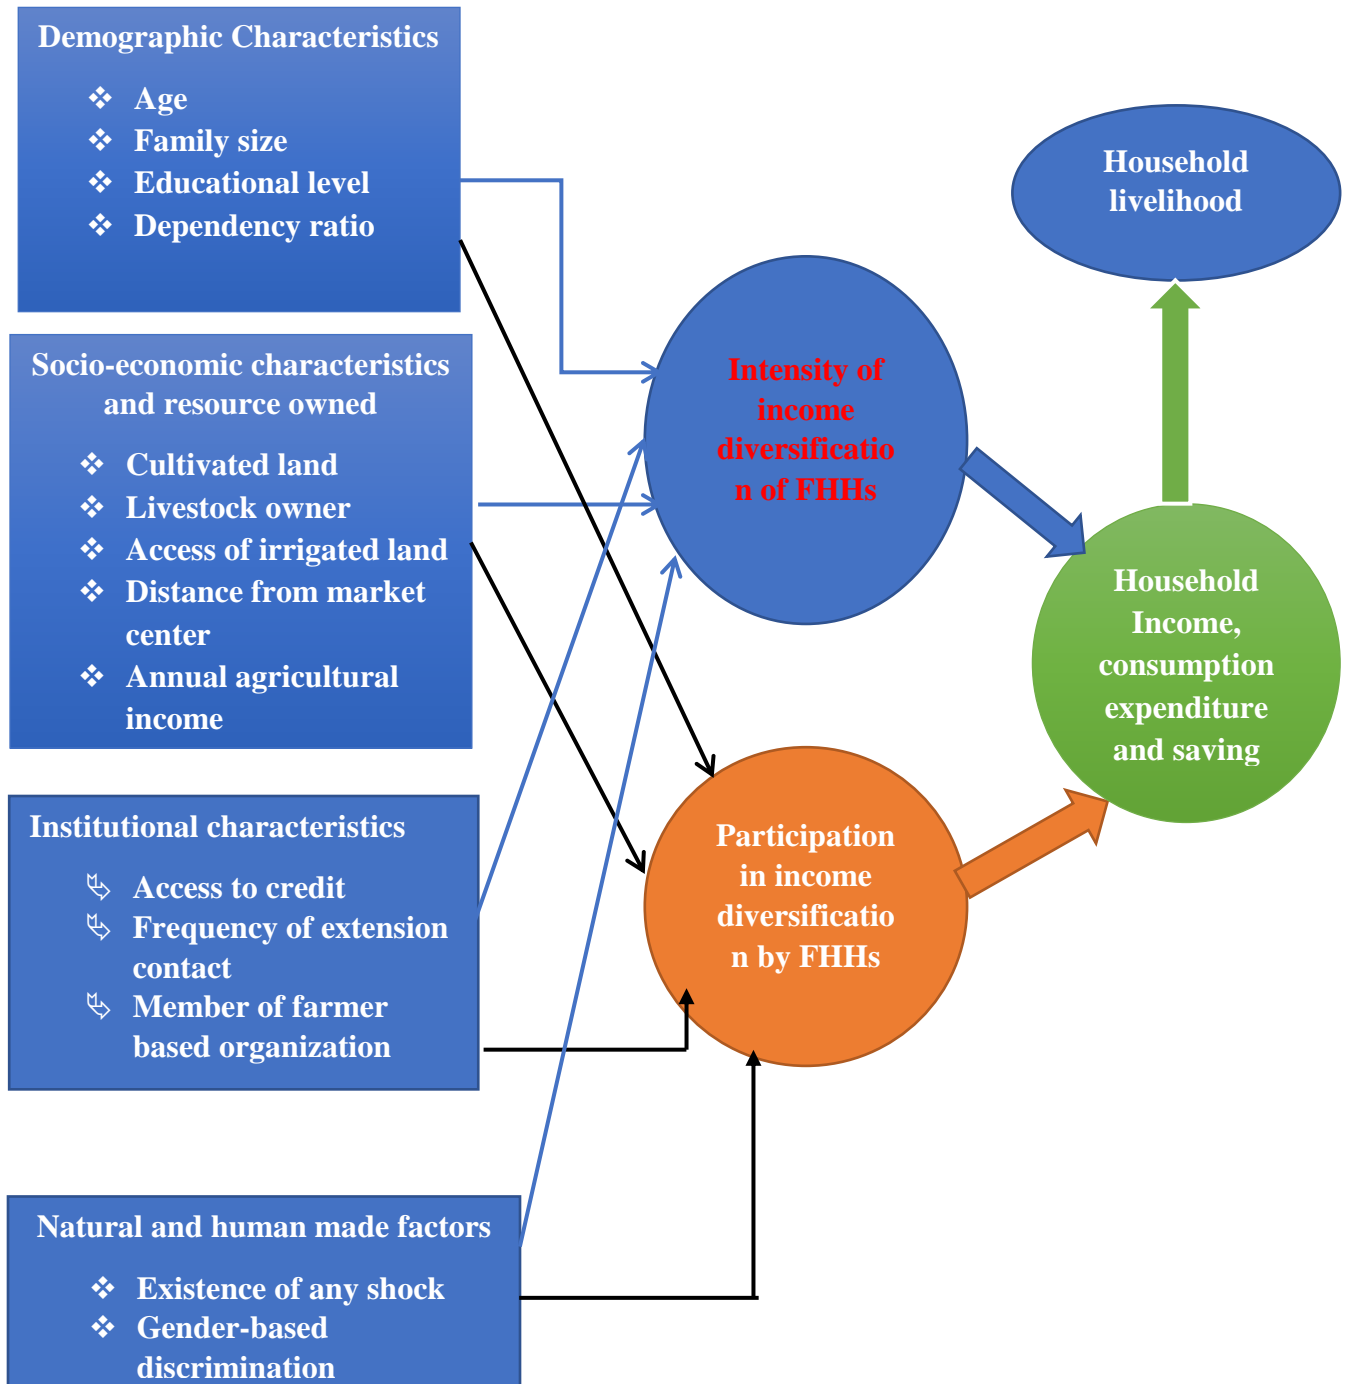 Demographic Characteristics
❖ Age
❖ Family size
❖ Educational level
❖ Dependency ratio
Socio-economic characteristics
and resource owned
❖ Cultivated land
❖ Livestock owner
❖ Access of irrigated land
❖ Distance from market
center
❖ Annual agricultural
income
Institutional characteristics
Access to credit
Frequency of extension
contact
Member of farmer
based organization
Natural and human made factors
❖ Existence of any shock
❖ Gender-based
discrimination
Intensity of
income
diversificatio
n of FHHs
Participation
in income
diversificatio
n by FHHs
Household
livelihood
Household
Income,
consumption
expenditure
and saving